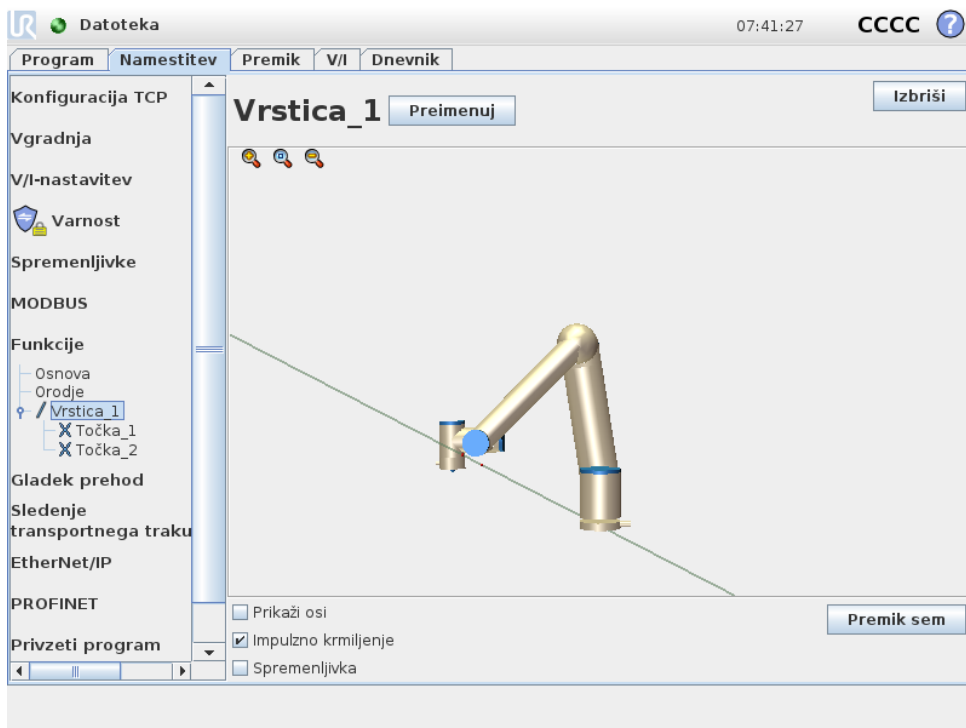 UR Datoteka 07:41:27 CCCC ?
Program Namestitev Premik V/I Dnevnik
Konfiguracija TCP
Vgradnja
V/I-nastavitev
Varnost
Spremenljivke
MODBUS
Funkcije
Osnova
Orodje
Vrstica_1
Točka_1
Točka_2
Gladek prehod
Sledenje
transportnega traku
EtherNet/IP
PROFINET
Privzeti program
Vrstica_1 Preimenuj Izbriši
Prikaži osi
Impulzno krmiljenje
Spremenljivka
Premik sem